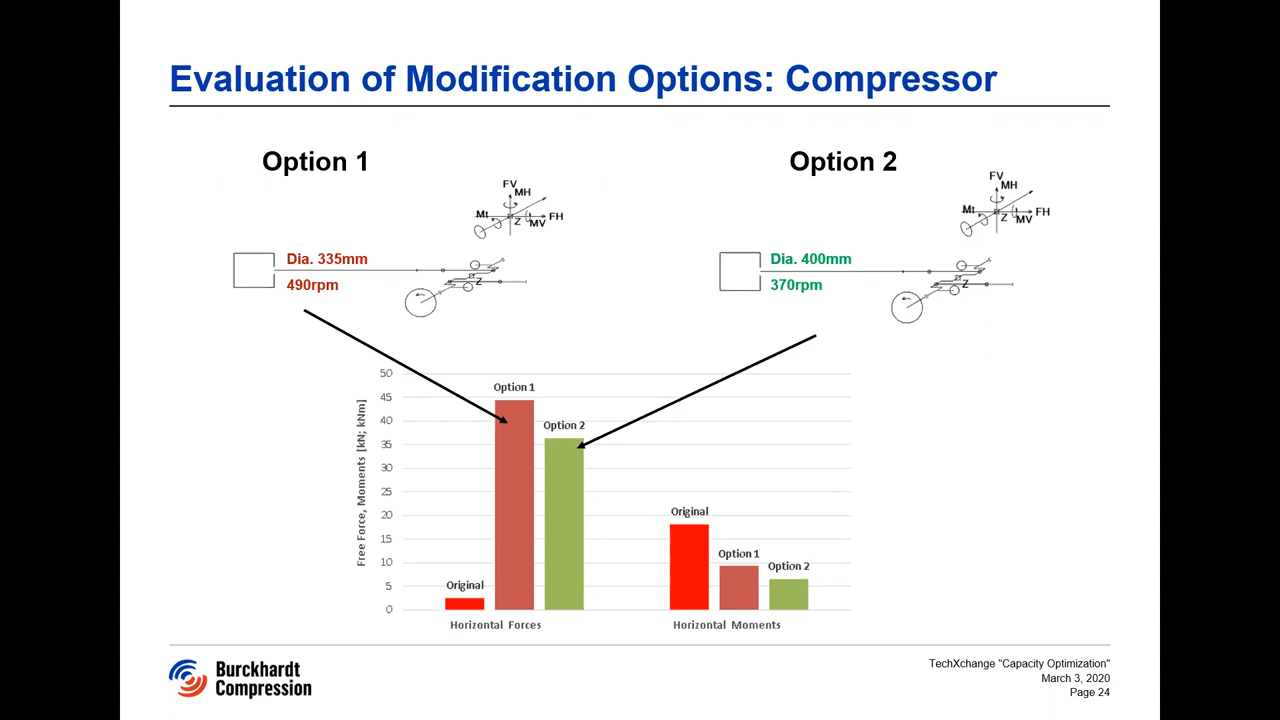 Evaluation of Modification Options: Compressor
Option 1
Option 2
FV
MH
Mt
FH
Z
MV
FV
MH
Mt
FH
Z
MV
Dia. 335mm
490rpm
Z
Dia. 400mm
370rpm
Z
Free Force, Moments [kN; kNm]
50
45
40
35
30
25
20
15
10
5
0
Original
Option 1
Option 2
Original
Option 1
Option 2
Horizontal Forces
Horizontal Moments
Burckhardt
Compression
TechXchange "Capacity Optimization"
March 3, 2020
Page 24